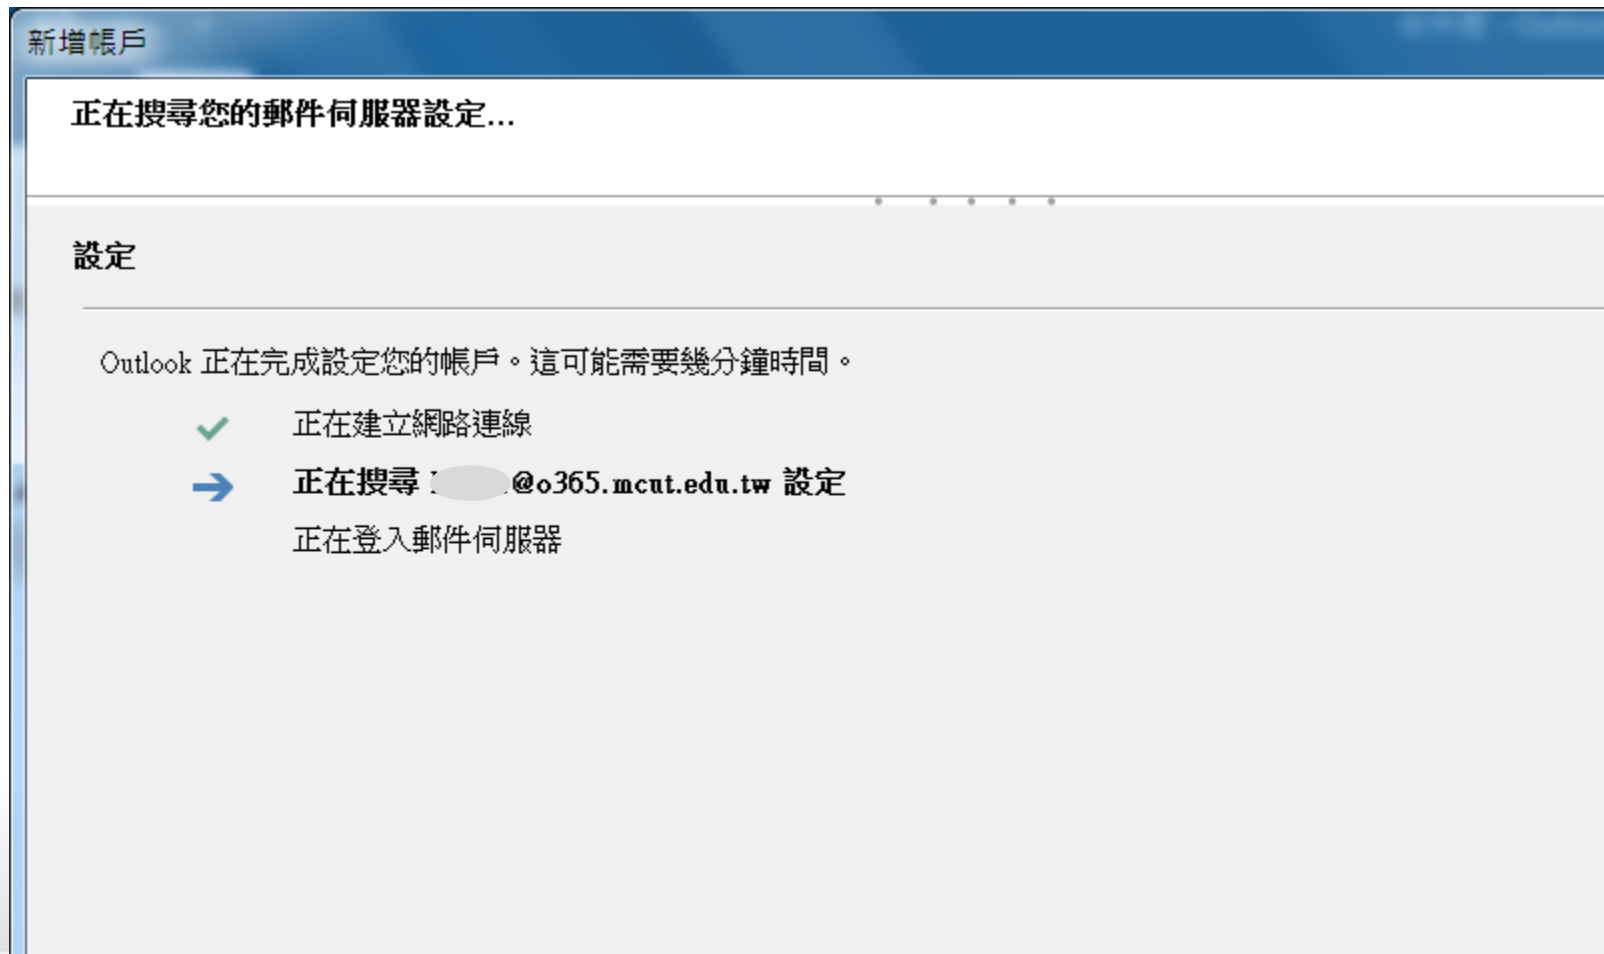 新增帳戶
正在搜尋您的郵件伺服器設定...
設定
Outlook 正在完成設定您的帳戶。這可能需要幾分鐘時間。
正在建立網路連線
正在搜尋 @o365.mcut.edu.tw 設定
正在登入郵件伺服器